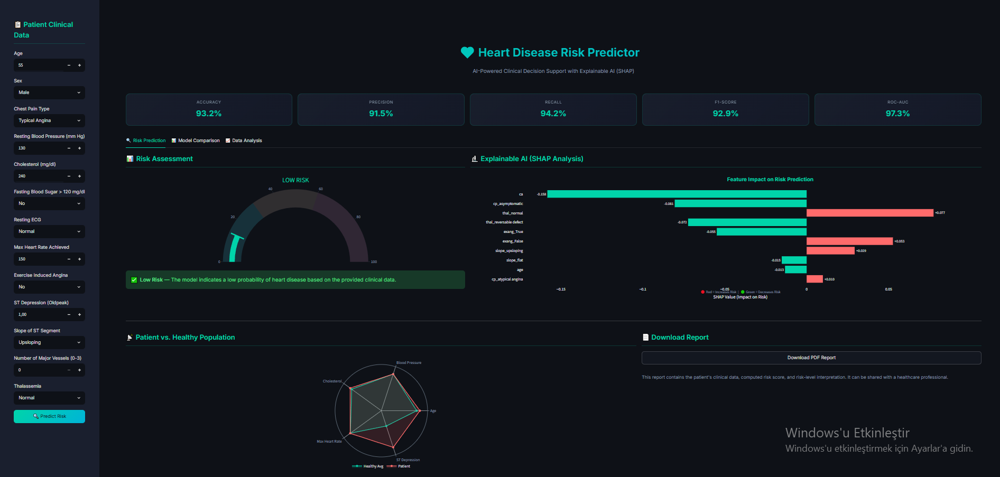 Patient Clinical
Data
Age
55
Sex
Male
Chest Pain Type
Typical Angina
Resting Blood Pressure (mm Hg)
130
Cholesterol (mg/dl)
240
Fasting Blood Sugar > 120 mg/dl
No
Resting ECG
Normal
Max Heart Rate Achieved
150
Exercise Induced Angina
No
ST Depression (Oldpeak)
1,00
Slope of ST Segment
Upsloping
Number of Major Vessels (0-3)
0
Thalassemia
Normal
Predict Risk
Heart Disease Risk Predictor
AI-Powered Clinical Decision Support with Explainable AI (SHAP)
ACCURACY
93.2%
PRECISION
91.5%
RECALL
94.2%
F1-SCORE
92.9%
ROC-AUC
97.3%
Risk Prediction Model Comparison Data Analysis
Risk Assessment
LOW RISK
0
20
40
60
80
100
Low Risk — The model indicates a low probability of heart disease based on the provided clinical data.
Explainable AI (SHAP Analysis)
Feature Impact on Risk Prediction
ca -0.158
cp_asymptomatic -0.081
thal_normal +0.077
thal_reversable defect -0.072
exang_True -0.055
exang_False +0.053
slope_upsloping +0.029
slope_flat -0.015
age -0.013
cp_atypical angina +0.010
−0.15 −0.1 −0.05 0 0.05
Red = Increases Risk | Green = Decreases Risk
SHAP Value (Impact on Risk)
Patient vs. Healthy Population
Blood Pressure
Cholesterol
Age
Max Heart Rate
ST Depression
Healthy Avg Patient
Download Report
Download PDF Report
This report contains the patient's clinical data, computed risk score, and risk-level interpretation. It can be shared with a healthcare professional.
Windows'u Etkinleştir
Windows'u etkinleştirmek için Ayarlar'a gidin.